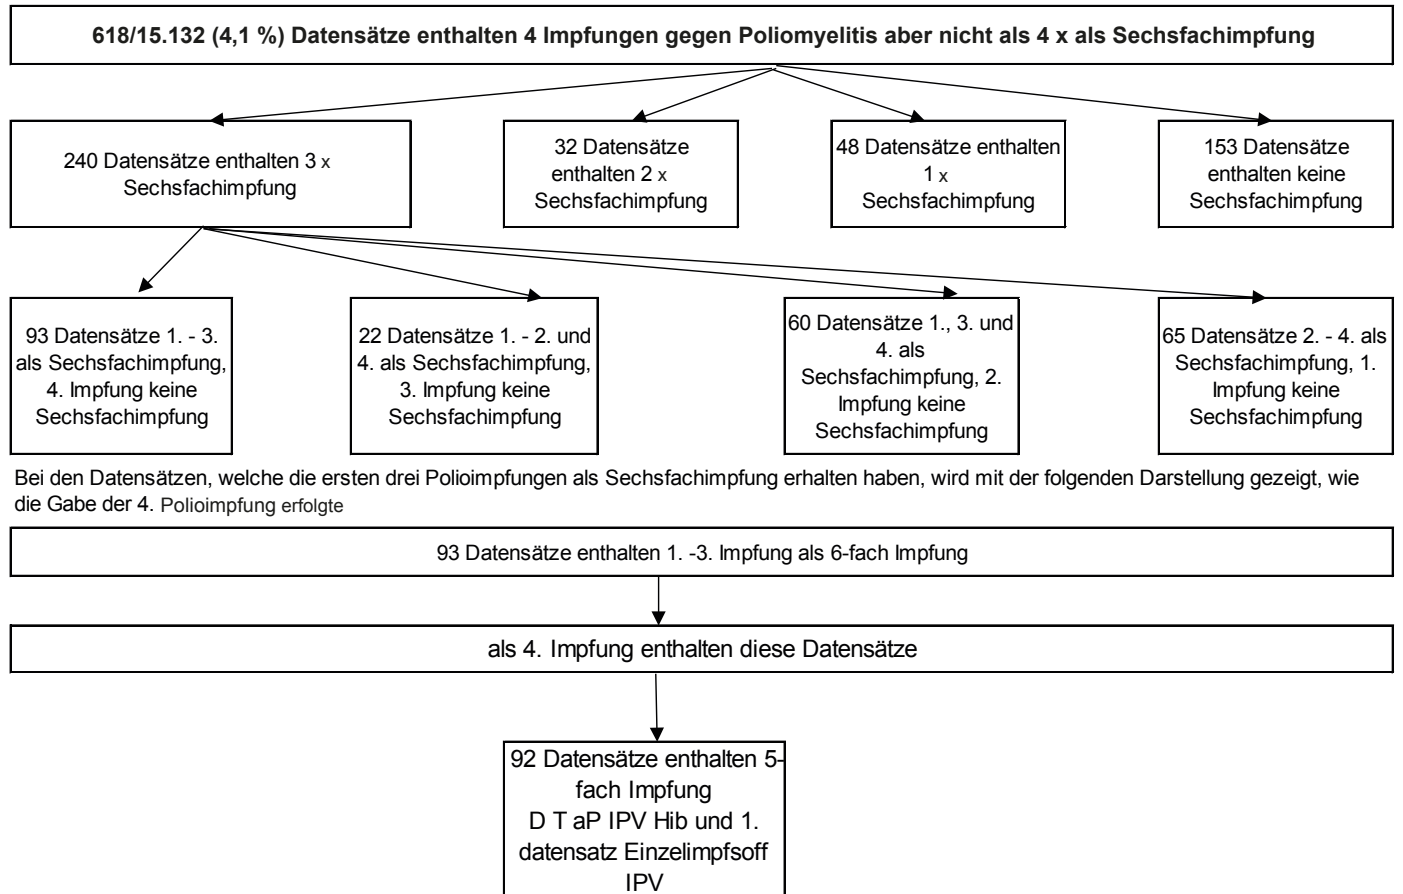 618/15.132 (4,1 %) Datensätze enthalten 4 Impfungen gegen Poliomyelitis aber nicht als 4 x als Sechsfachimpfung
240 Datensätze enthalten 3 x
Sechsfachimpfung
32 Datensätze
enthalten 2 x
Sechsfachimpfung
48 Datensätze enthalten
1 x
Sechsfachimpfung
153 Datensätze
enthalten keine
Sechsfachimpfung
93 Datensätze 1. - 3.
als Sechsfachimpfung,
4. Impfung keine
Sechsfachimpfung
22 Datensätze 1. - 2. und
4. als Sechsfachimpfung,
3. Impfung keine
Sechsfachimpfung
60 Datensätze 1., 3. und
4. als
Sechsfachimpfung, 2.
Impfung keine
Sechsfachimpfung
65 Datensätze 2. - 4. als
Sechsfachimpfung, 1.
Impfung keine
Sechsfachimpfung
Bei den Datensätzen, welche die ersten drei Polioimpfungen als Sechsfachimpfung erhalten haben, wird mit der folgenden Darstellung gezeigt, wie
die Gabe der 4. Polioimpfung erfolgte
93 Datensätze enthalten 1. -3. Impfung als 6-fach Impfung
als 4. Impfung enthalten diese Datensätze
92 Datensätze enthalten 5-
fach Impfung
D T aP IPV Hib und 1.
datensatz Einzelimpfsoff
IPV